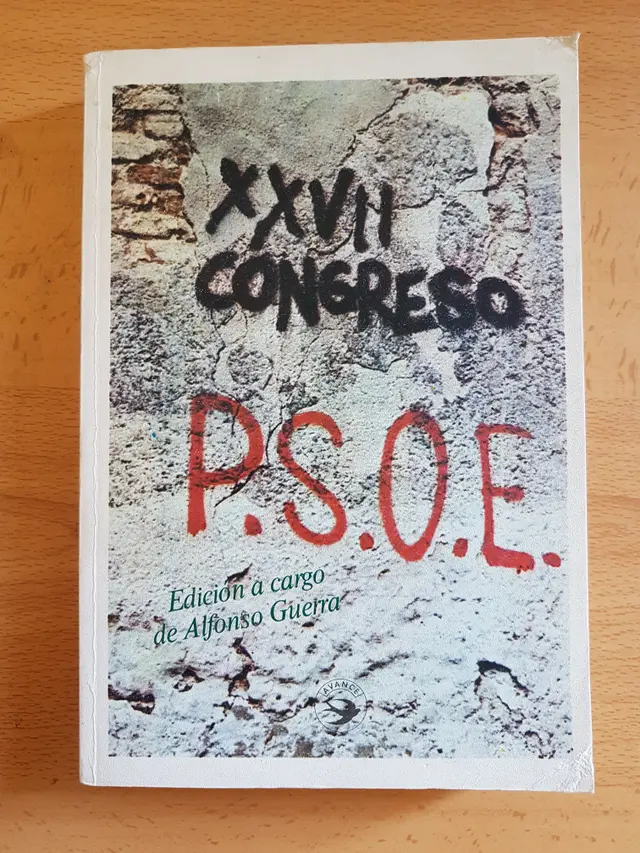 XXVII
CONGRESO
P.S.O.E.
Edición a cargo
de Alfonso Guerra
AVANCE